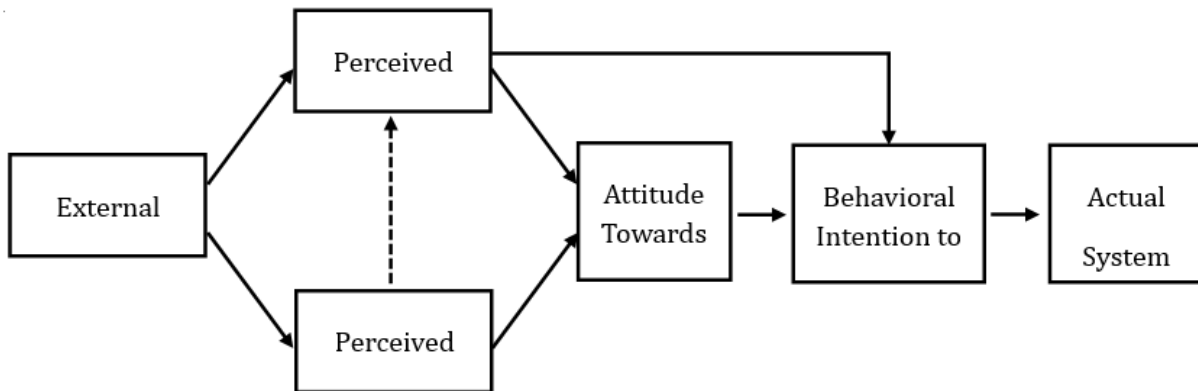 Perceived
External
Attitude
Towards
Behavioral
Intention to
Actual
System
Perceived